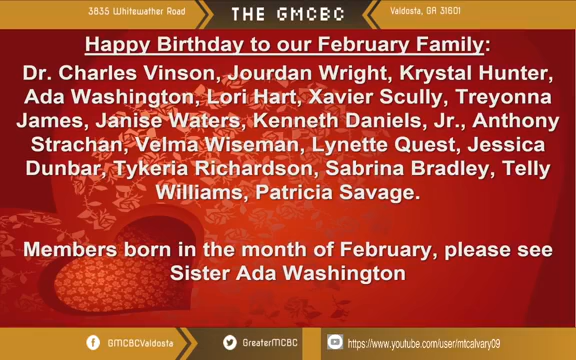 3835 Whitewather Road
THE GMCBC
Valdosta, GA 31601
Happy Birthday to our February Family:
Dr. Charles Vinson, Jourdan Wright, Krystal Hunter,
Ada Washington, Lori Hart, Xavier Scully, Treyonna
James, Janise Waters, Kenneth Daniels, Jr., Anthony
Strachan, Velma Wiseman, Lynette Quest, Jessica
Dunbar, Tykeria Richardson, Sabrina Bradley, Telly
Williams, Patricia Savage.
Members born in the month of February, please see
Sister Ada Washington
GMCBCValdosta
GreaterMCBC
https://www.youtube.com/user/mtcalvary09